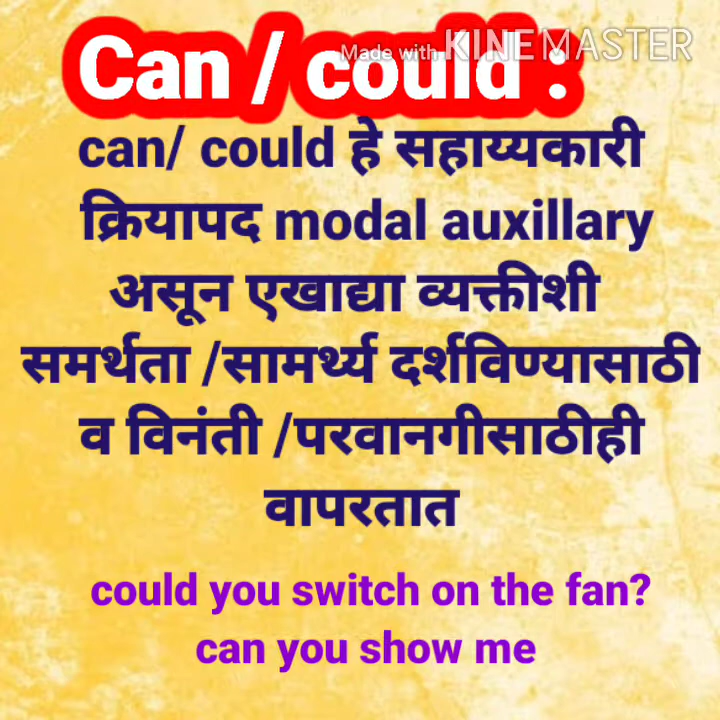 Can / could :
Made with KINEMASTER
can/ could हे सहाय्यकारी
क्रियापद modal auxillary
असून एखाद्या व्यक्तीशी
समर्थता /सामर्थ्य दर्शविण्यासाठी
व विनंती /परवानगीसाठीही
वापरतात
could you switch on the fan?
can you show me